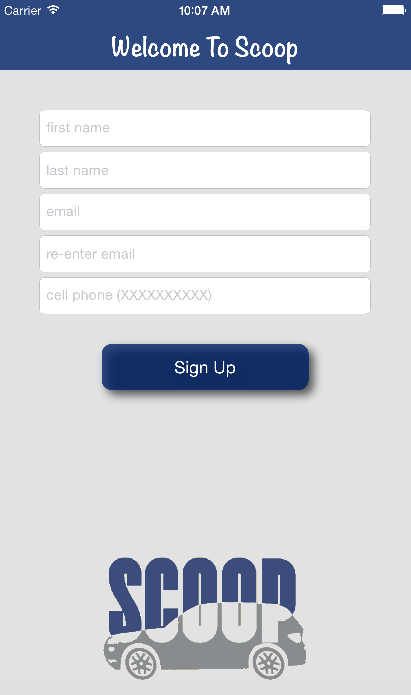 Carrier 10:07 AM
Welcome To Scoop
first name
last name
email
re-enter email
cell phone (XXXXXXXXXX)
Sign Up
SCOOP